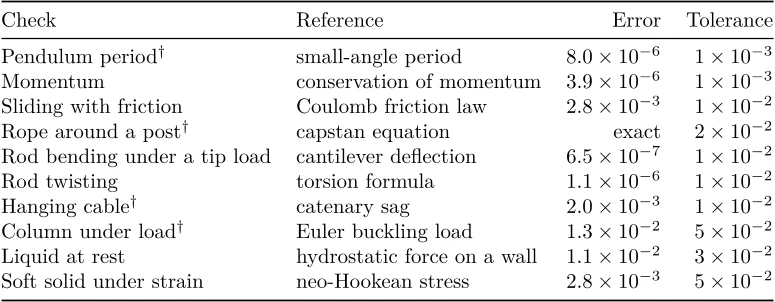 Check Reference Error Tolerance
Pendulum period† small-angle period 8.0 × 10⁻⁶ 1 × 10⁻³
Momentum conservation of momentum 3.9 × 10⁻⁶ 1 × 10⁻³
Sliding with friction Coulomb friction law 2.8 × 10⁻³ 1 × 10⁻²
Rope around a post† capstan equation exact 2 × 10⁻²
Rod bending under a tip load cantilever deflection 6.5 × 10⁻⁷ 1 × 10⁻²
Rod twisting torsion formula 1.1 × 10⁻⁶ 1 × 10⁻²
Hanging cable† catenary sag 2.0 × 10⁻³ 1 × 10⁻²
Column under load† Euler buckling load 1.3 × 10⁻² 5 × 10⁻²
Liquid at rest hydrostatic force on a wall 1.1 × 10⁻² 3 × 10⁻²
Soft solid under strain neo-Hookean stress 2.8 × 10⁻³ 5 × 10⁻²